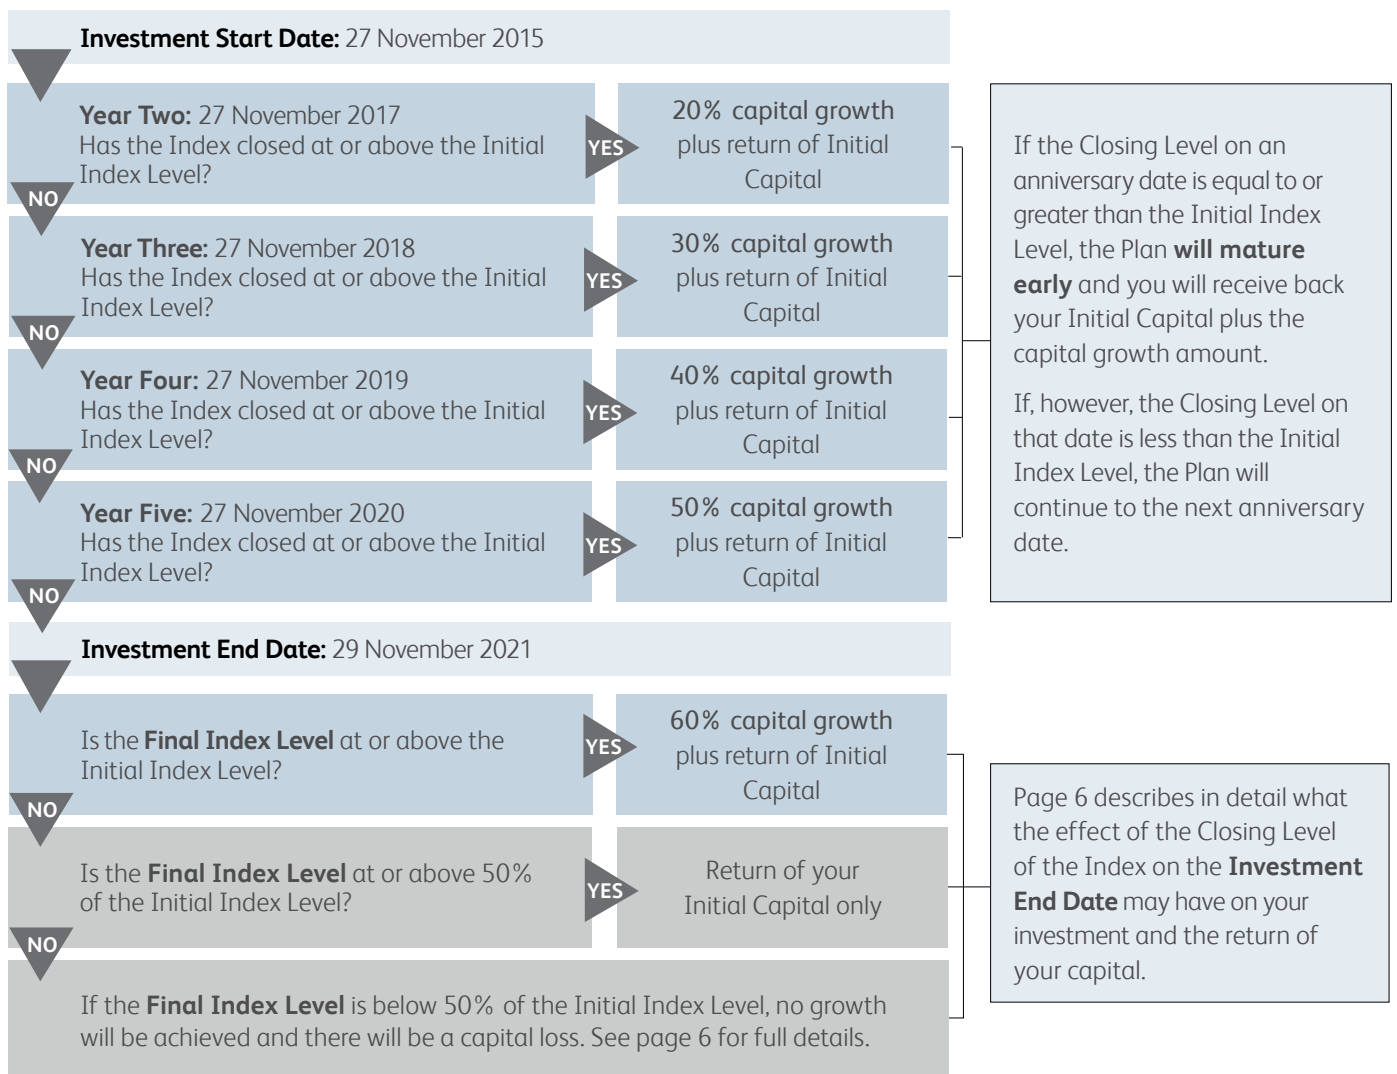 Investment Start Date: 27 November 2015
Year Two: 27 November 2017
Has the Index closed at or above the Initial
Index Level?
YES
20% capital growth
plus return of Initial
Capital
NO
Year Three: 27 November 2018
Has the Index closed at or above the Initial
Index Level?
YES
30% capital growth
plus return of Initial
Capital
NO
Year Four: 27 November 2019
Has the Index closed at or above the Initial
Index Level?
YES
40% capital growth
plus return of Initial
Capital
NO
Year Five: 27 November 2020
Has the Index closed at or above the Initial
Index Level?
YES
50% capital growth
plus return of Initial
Capital
NO
If the Closing Level on an
anniversary date is equal to or
greater than the Initial Index
Level, the Plan will mature
early and you will receive back
your Initial Capital plus the
capital growth amount.
If, however, the Closing Level on
that date is less than the Initial
Index Level, the Plan will
continue to the next anniversary
date.
Investment End Date: 29 November 2021
Is the Final Index Level at or above the
Initial Index Level?
YES
60% capital growth
plus return of Initial
Capital
NO
Is the Final Index Level at or above 50%
of the Initial Index Level?
YES
Return of your
Initial Capital only
NO
If the Final Index Level is below 50% of the Initial Index Level, no growth
will be achieved and there will be a capital loss. See page 6 for full details.
Page 6 describes in detail what
the effect of the Closing Level
of the Index on the Investment
End Date may have on your
investment and the return of
your capital.